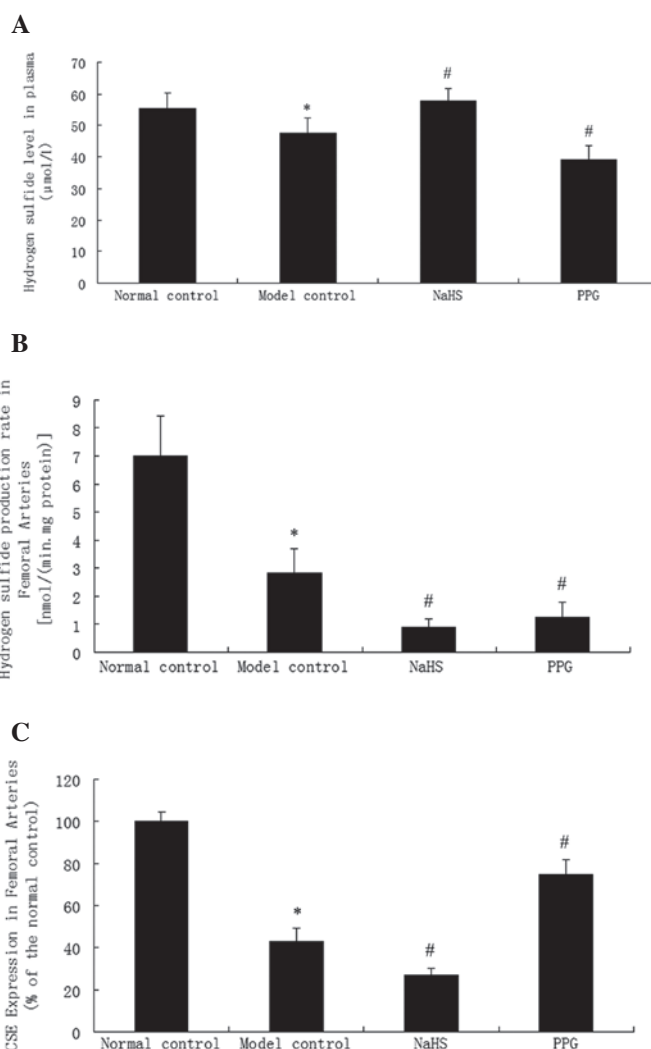 A
Hydrogen sulfide level in plasma
(μmol/l)
70
60
50
40
30
20
10
0
*
#
#
Normal control Model control NaHS PPG
B
Hydrogen sulfide production rate in
Femoral Arteries
[nmol/(min.mg protein)]
9
8
7
6
5
4
3
2
1
0
*
#
#
Normal control Model control NaHS PPG
C
CSE Expression in Femoral Arteries
(% of the normal control)
120
100
80
60
40
20
0
*
#
#
Normal control Model control NaHS PPG